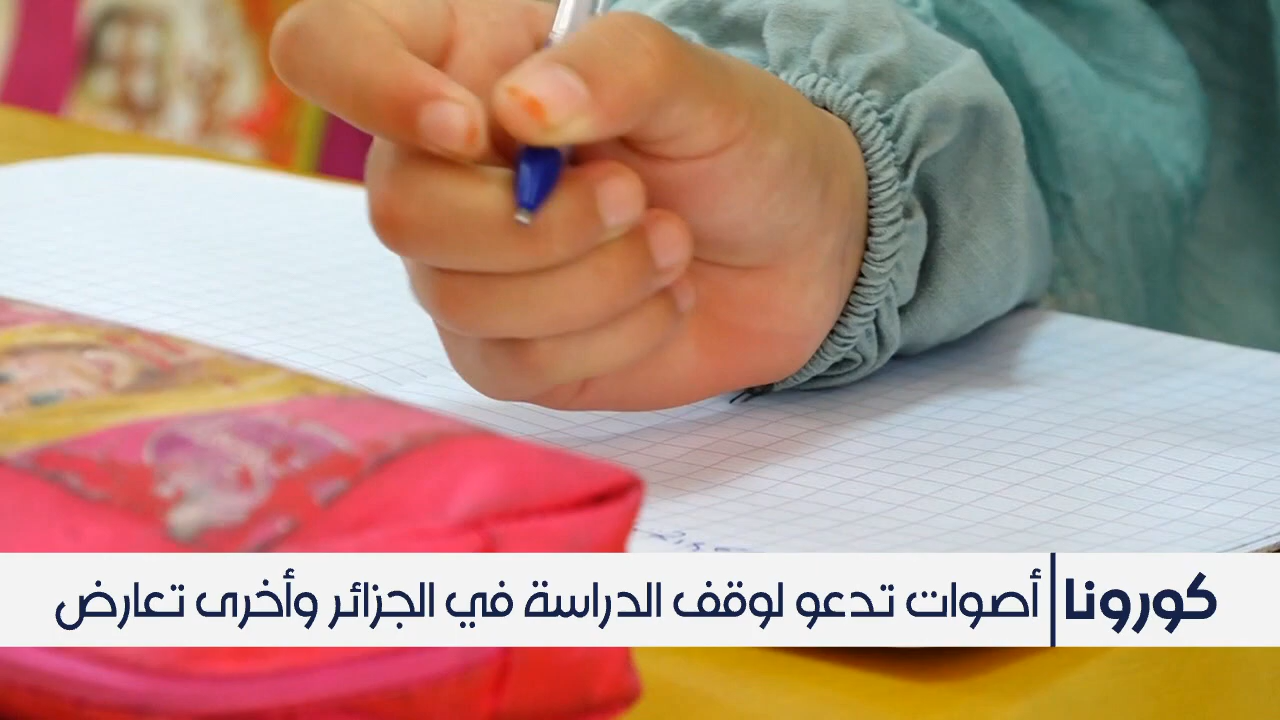 كورونا | أصوات تدعو لوقف الدراسة في الجزائر وأخرى تعارض